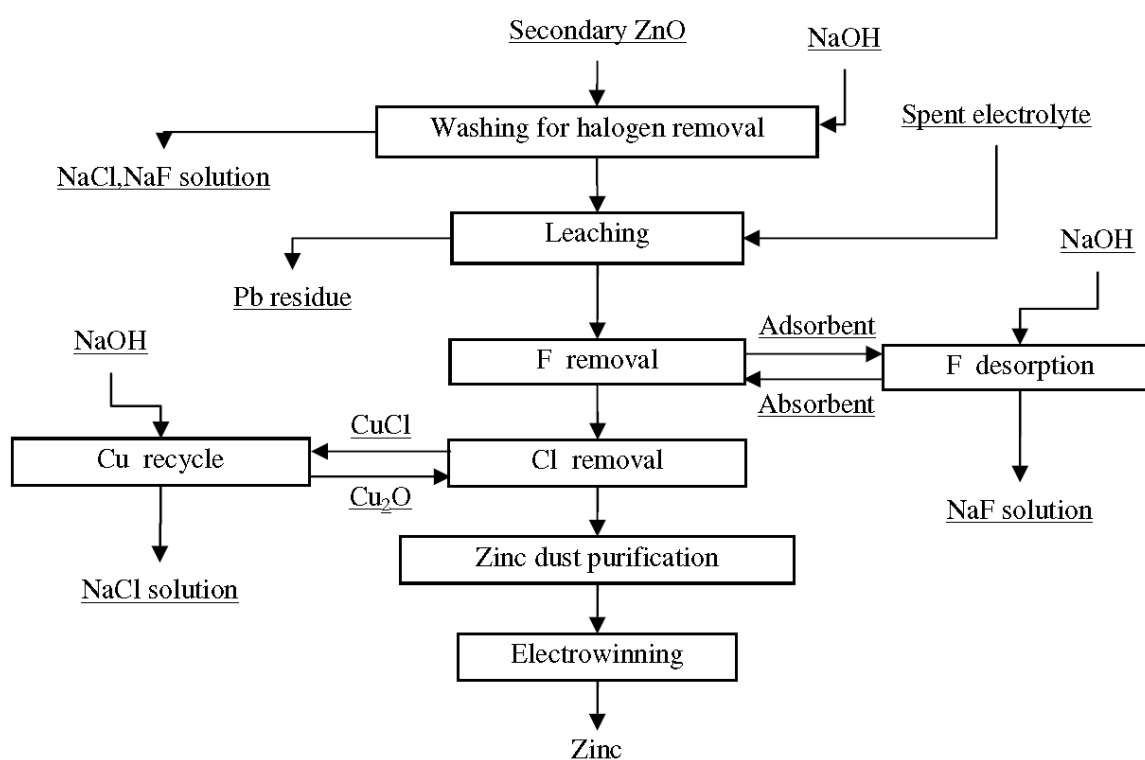 Secondary ZnO
NaOH
Washing for halogen removal
Spent electrolyte
NaCl,NaF solution
Leaching
NaOH
Pb residue
Adsorbent
NaOH
F removal
F desorption
Absorbent
CuCl
Cu recycle
Cl removal
Cu₂O
NaF solution
Zinc dust purification
NaCl solution
Electrowinning
Zinc